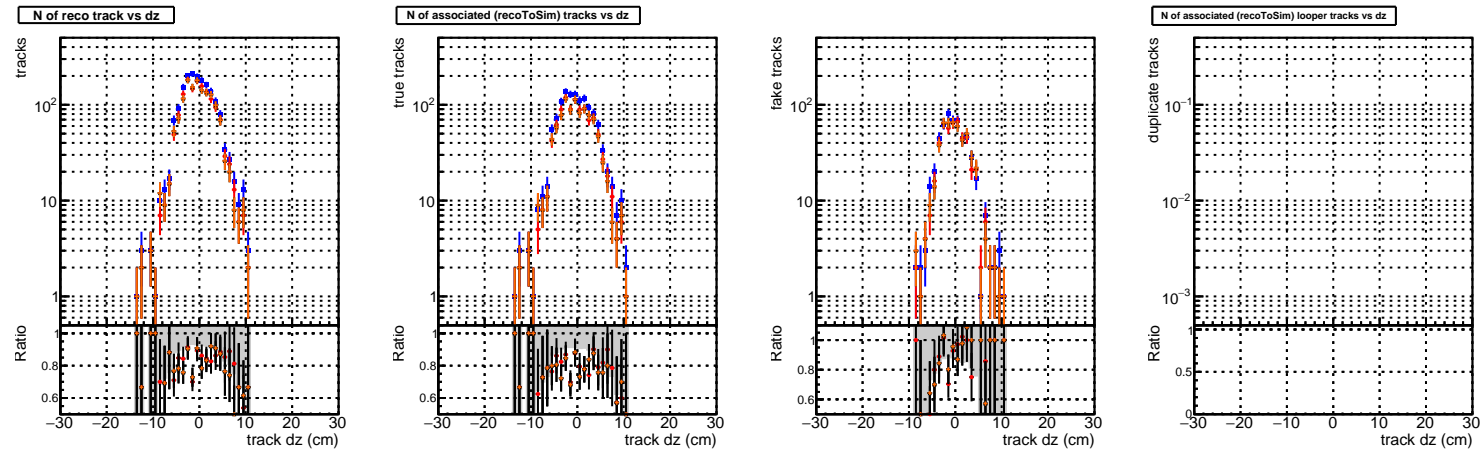 N of reco track vs dz
tracks
10²
10
1
Ratio
1
0.8
0.6
−30 −20 −10 0 10 20 30
track dz (cm)
N of associated (recoToSim) tracks vs dz
true tracks
10²
10
1
Ratio
1
0.8
0.6
−30 −20 −10 0 10 20 30
track dz (cm)
fake tracks
10²
10
1
Ratio
1
0.8
0.6
−30 −20 −10 0 10 20 30
track dz (cm)
N of associated (recoToSim) looper tracks vs dz
duplicate tracks
10⁻¹
10⁻²
10⁻³
Ratio
1
0.5
0
−30 −20 −10 0 10 20 30
track dz (cm)